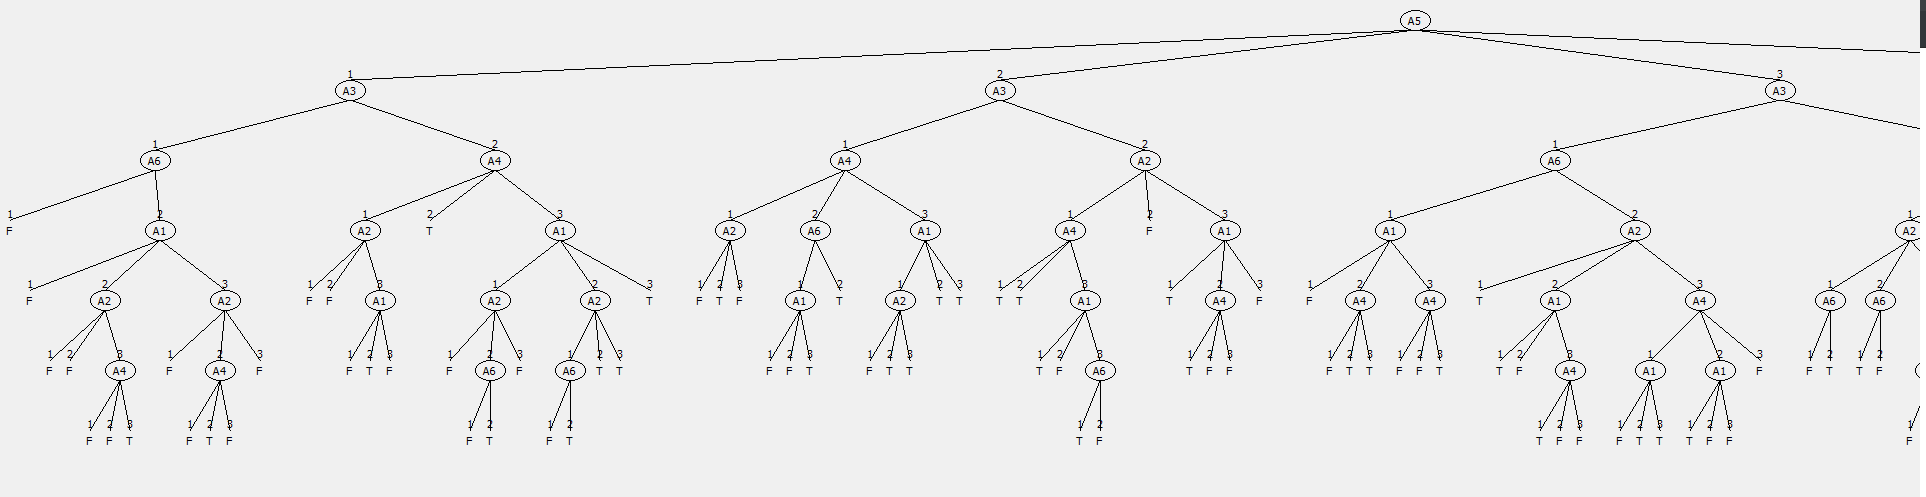 A5
1 2 3
A3 A3 A3
1 2 1 2 1
A6 A4 A4 A2 A6
1 2 1 2 3 1 2 3 1 2 3 1 2 1
F A1 A2 T A1 A2 A6 A1 A4 F A1 A1 A2 A2
1 2 3 1 2 3 1 2 3 1 2 3 1 2 1 2 3 1 2 3 1 2 3 1 2 3 1 2 3 1 2
F A2 A2 F F A1 A2 A2 T F T F A1 T A2 T T T T A1 T A4 F F A4 A4 T A1 A4 A6 A6
1 2 3 1 2 3 1 2 3 1 2 3 1 2 3 1 2 3 1 2 3 1 2 3 1 2 3 1 2 3 1 2 3 1 2 3 1 2 3 1 2 1 2
F F A4 F A4 F F T F F A6 F A6 T T F F T F T T T F A6 T F F F T T F F T T F A4 A1 A1 F F T T F
1 2 3 1 2 3 1 2 1 2 1 2 1 2 3 1 2 3 1 2 3 1
F F T F T F F T F T T F T F F F T T T F F F